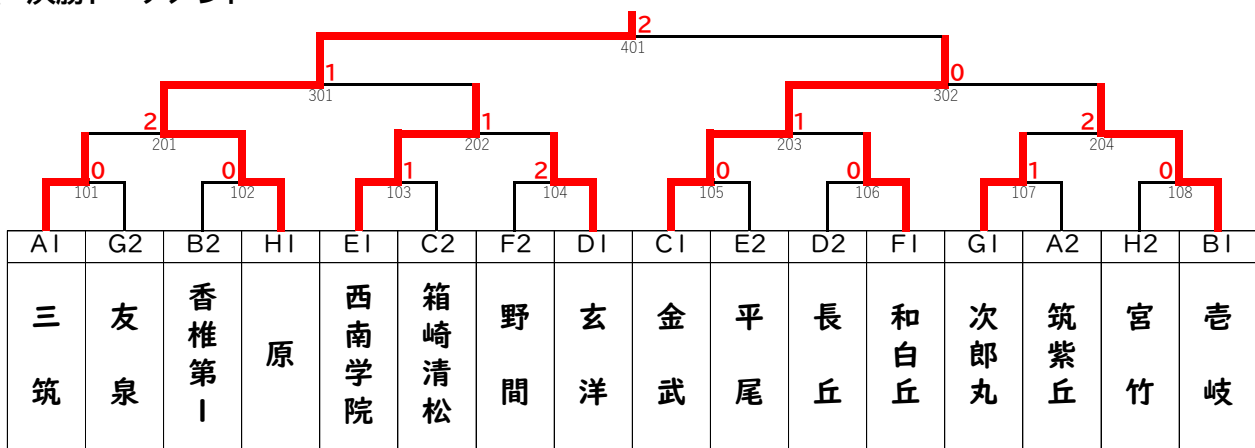 決勝トーナメント
2
401
1
0
301
302
2
1
1
2
201
202
203
204
0
0
1
2
0
0
1
0
101
102
103
104
105
106
107
108
A1 G2 B2 H1 E1 C2 F2 D1 C1 E2 D2 F1 G1 A2 H2 B1
三筑
友泉
香椎第1
原
西南学院
箱崎清松
野間
玄洋
金武
平尾
長丘
和白丘
次郎丸
筑紫丘
宮竹
壱岐